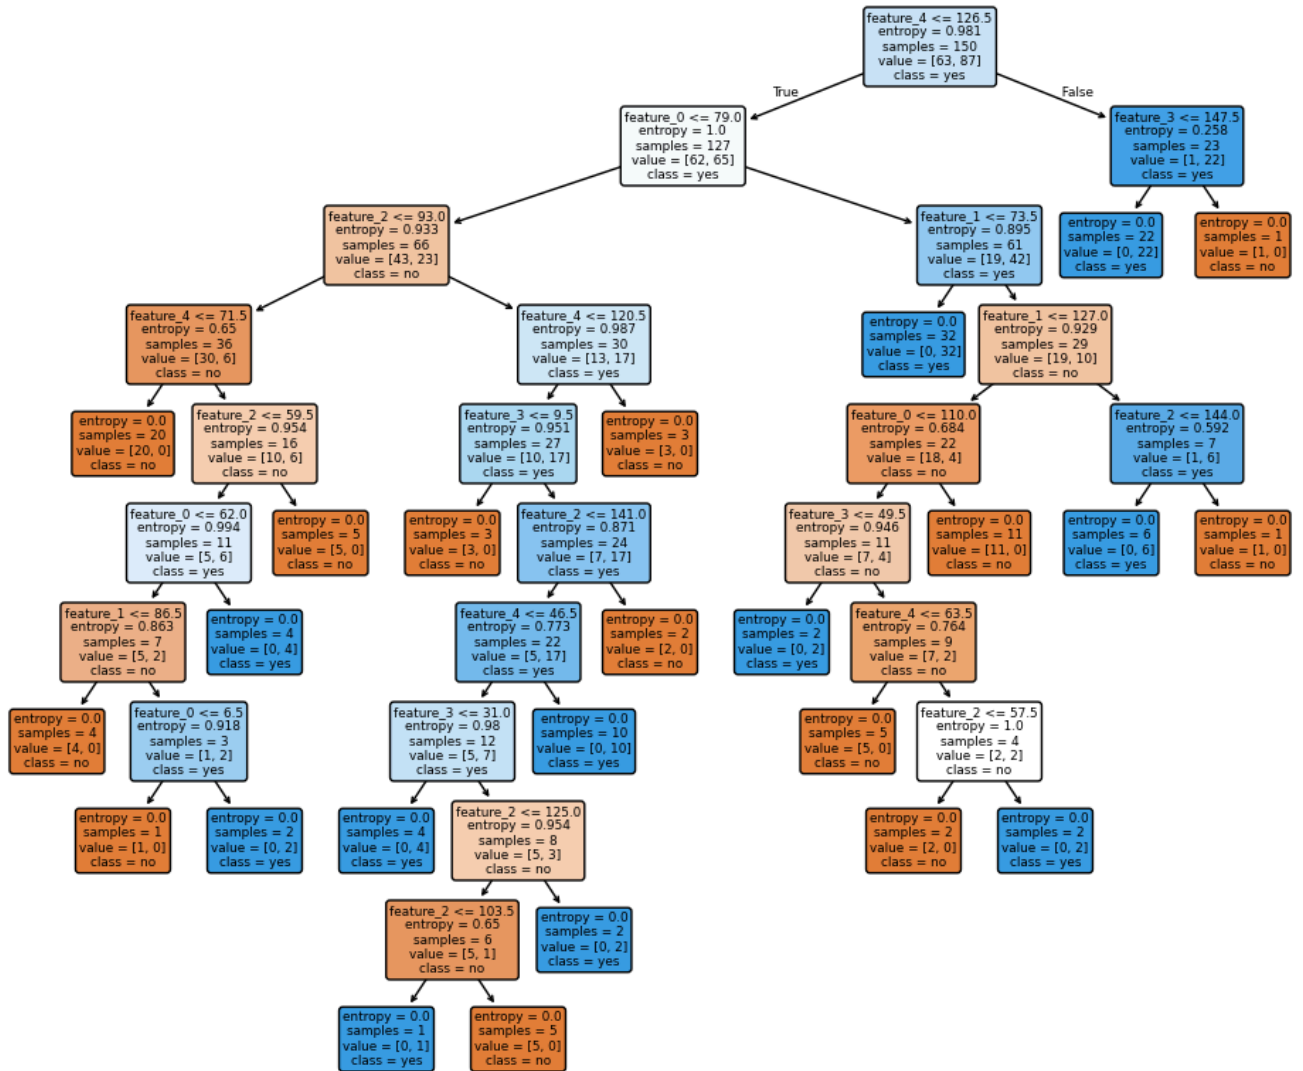 feature_4 <= 126.5
entropy = 0.981
samples = 150
value = [63, 87]
class = yes
True
False
feature_0 <= 79.0
entropy = 1.0
samples = 127
value = [62, 65]
class = yes
feature_3 <= 147.5
entropy = 0.258
samples = 23
value = [1, 22]
class = yes
feature_2 <= 93.0
entropy = 0.933
samples = 66
value = [43, 23]
class = no
feature_1 <= 73.5
entropy = 0.895
samples = 61
value = [19, 42]
class = yes
entropy = 0.0
samples = 22
value = [0, 22]
class = yes
entropy = 0.0
samples = 1
value = [1, 0]
class = no
feature_4 <= 71.5
entropy = 0.65
samples = 36
value = [30, 6]
class = no
feature_4 <= 120.5
entropy = 0.987
samples = 30
value = [13, 17]
class = yes
entropy = 0.0
samples = 32
value = [0, 32]
class = yes
feature_1 <= 127.0
entropy = 0.929
samples = 29
value = [19, 10]
class = no
entropy = 0.0
samples = 20
value = [20, 0]
class = no
feature_2 <= 59.5
entropy = 0.954
samples = 16
value = [10, 6]
class = no
feature_3 <= 9.5
entropy = 0.951
samples = 27
value = [10, 17]
class = yes
entropy = 0.0
samples = 3
value = [3, 0]
class = no
feature_0 <= 110.0
entropy = 0.684
samples = 22
value = [18, 4]
class = no
feature_2 <= 144.0
entropy = 0.592
samples = 7
value = [1, 6]
class = yes
feature_0 <= 62.0
entropy = 0.994
samples = 11
value = [5, 6]
class = yes
entropy = 0.0
samples = 5
value = [5, 0]
class = no
entropy = 0.0
samples = 3
value = [3, 0]
class = no
feature_2 <= 141.0
entropy = 0.871
samples = 24
value = [7, 17]
class = yes
feature_3 <= 49.5
entropy = 0.946
samples = 11
value = [7, 4]
class = no
entropy = 0.0
samples = 11
value = [11, 0]
class = no
entropy = 0.0
samples = 6
value = [0, 6]
class = yes
entropy = 0.0
samples = 1
value = [1, 0]
class = no
feature_1 <= 86.5
entropy = 0.863
samples = 7
value = [5, 2]
class = no
entropy = 0.0
samples = 4
value = [0, 4]
class = yes
feature_4 <= 46.5
entropy = 0.773
samples = 22
value = [5, 17]
class = yes
entropy = 0.0
samples = 2
value = [2, 0]
class = no
entropy = 0.0
samples = 2
value = [0, 2]
class = yes
feature_4 <= 63.5
entropy = 0.764
samples = 9
value = [7, 2]
class = no
entropy = 0.0
samples = 4
value = [4, 0]
class = no
feature_0 <= 6.5
entropy = 0.918
samples = 3
value = [1, 2]
class = yes
feature_3 <= 31.0
entropy = 0.98
samples = 12
value = [5, 7]
class = yes
entropy = 0.0
samples = 10
value = [0, 10]
class = yes
entropy = 0.0
samples = 5
value = [5, 0]
class = no
feature_2 <= 57.5
entropy = 1.0
samples = 4
value = [2, 2]
class = no
entropy = 0.0
samples = 1
value = [1, 0]
class = no
entropy = 0.0
samples = 2
value = [0, 2]
class = yes
entropy = 0.0
samples = 4
value = [0, 4]
class = yes
feature_2 <= 125.0
entropy = 0.954
samples = 8
value = [5, 3]
class = no
entropy = 0.0
samples = 2
value = [2, 0]
class = no
entropy = 0.0
samples = 2
value = [0, 2]
class = yes
feature_2 <= 103.5
entropy = 0.65
samples = 6
value = [5, 1]
class = no
entropy = 0.0
samples = 2
value = [0, 2]
class = yes
entropy = 0.0
samples = 1
value = [0, 1]
class = yes
entropy = 0.0
samples = 5
value = [5, 0]
class = no